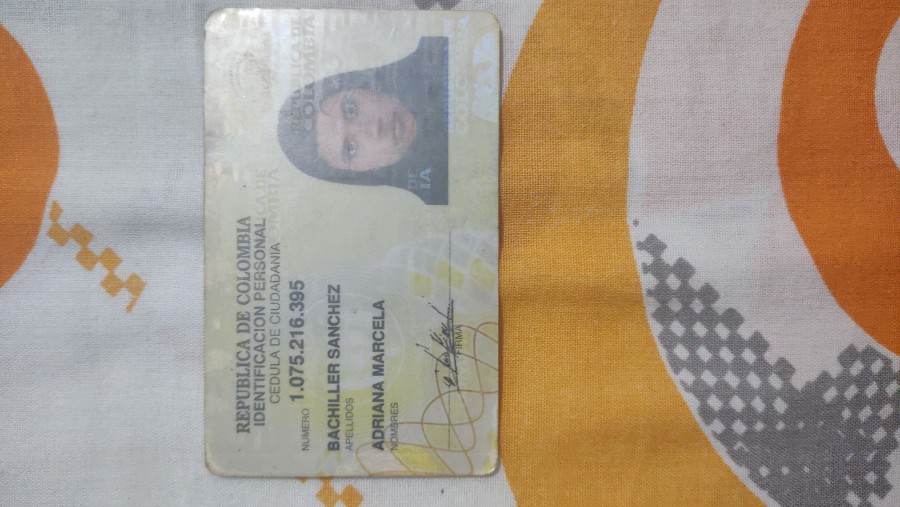 REPUBLICA DE COLOMBIA
IDENTIFICACION PERSONAL
CEDULA DE CIUDADANIA
NUMERO 1.075.216.395
BACHILLER SANCHEZ
APELLIDOS
ADRIANA MARCELA
NOMBRES
FIRMA